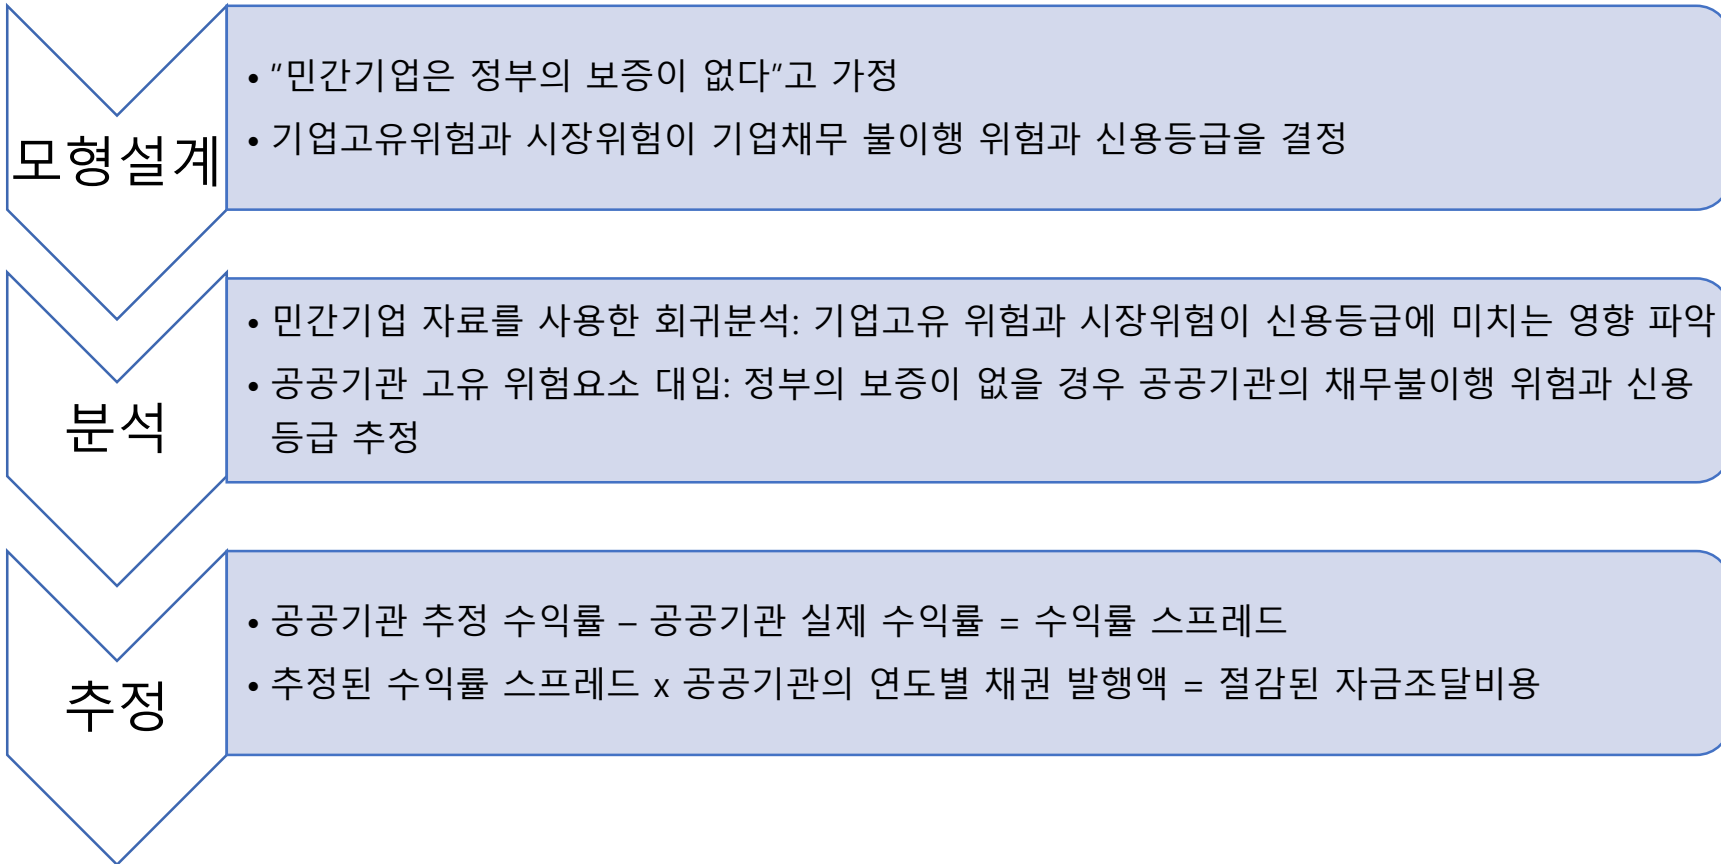 모형설계
• “민간기업은 정부의 보증이 없다”고 가정
• 기업고유위험과 시장위험이 기업채무 불이행 위험과 신용등급을 결정
분석
• 민간기업 자료를 사용한 회귀분석: 기업고유 위험과 시장위험이 신용등급에 미치는 영향 파악
• 공공기관 고유 위험요소 대입: 정부의 보증이 없을 경우 공공기관의 채무불이행 위험과 신용
등급 추정
추정
• 공공기관 추정 수익률 – 공공기관 실제 수익률 = 수익률 스프레드
• 추정된 수익률 스프레드 x 공공기관의 연도별 채권 발행액 = 절감된 자금조달비용